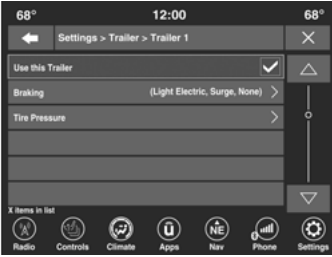 68° 12:00 68°
Settings > Trailer > Trailer 1
Use this Trailer
Braking (Light Electric, Surge, None) >
Tire Pressure >
X items in list
NE
Radio Controls Climate Apps Nav Phone Settings